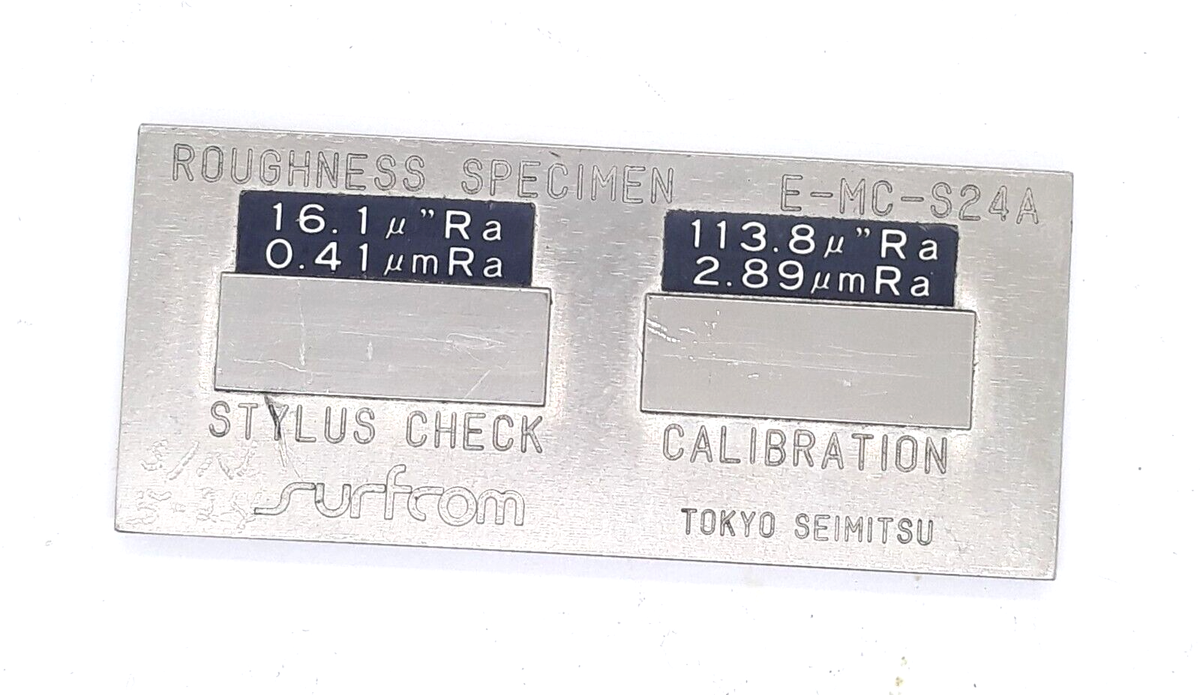 ROUGHNESS SPECIMEN E-MC-S24A
16.1μ"Ra
0.41μmRa
113.8μ"Ra
2.89μmRa
STYLUS CHECK
CALIBRATION
S/N
surfcom
TOKYO SEIMITSU